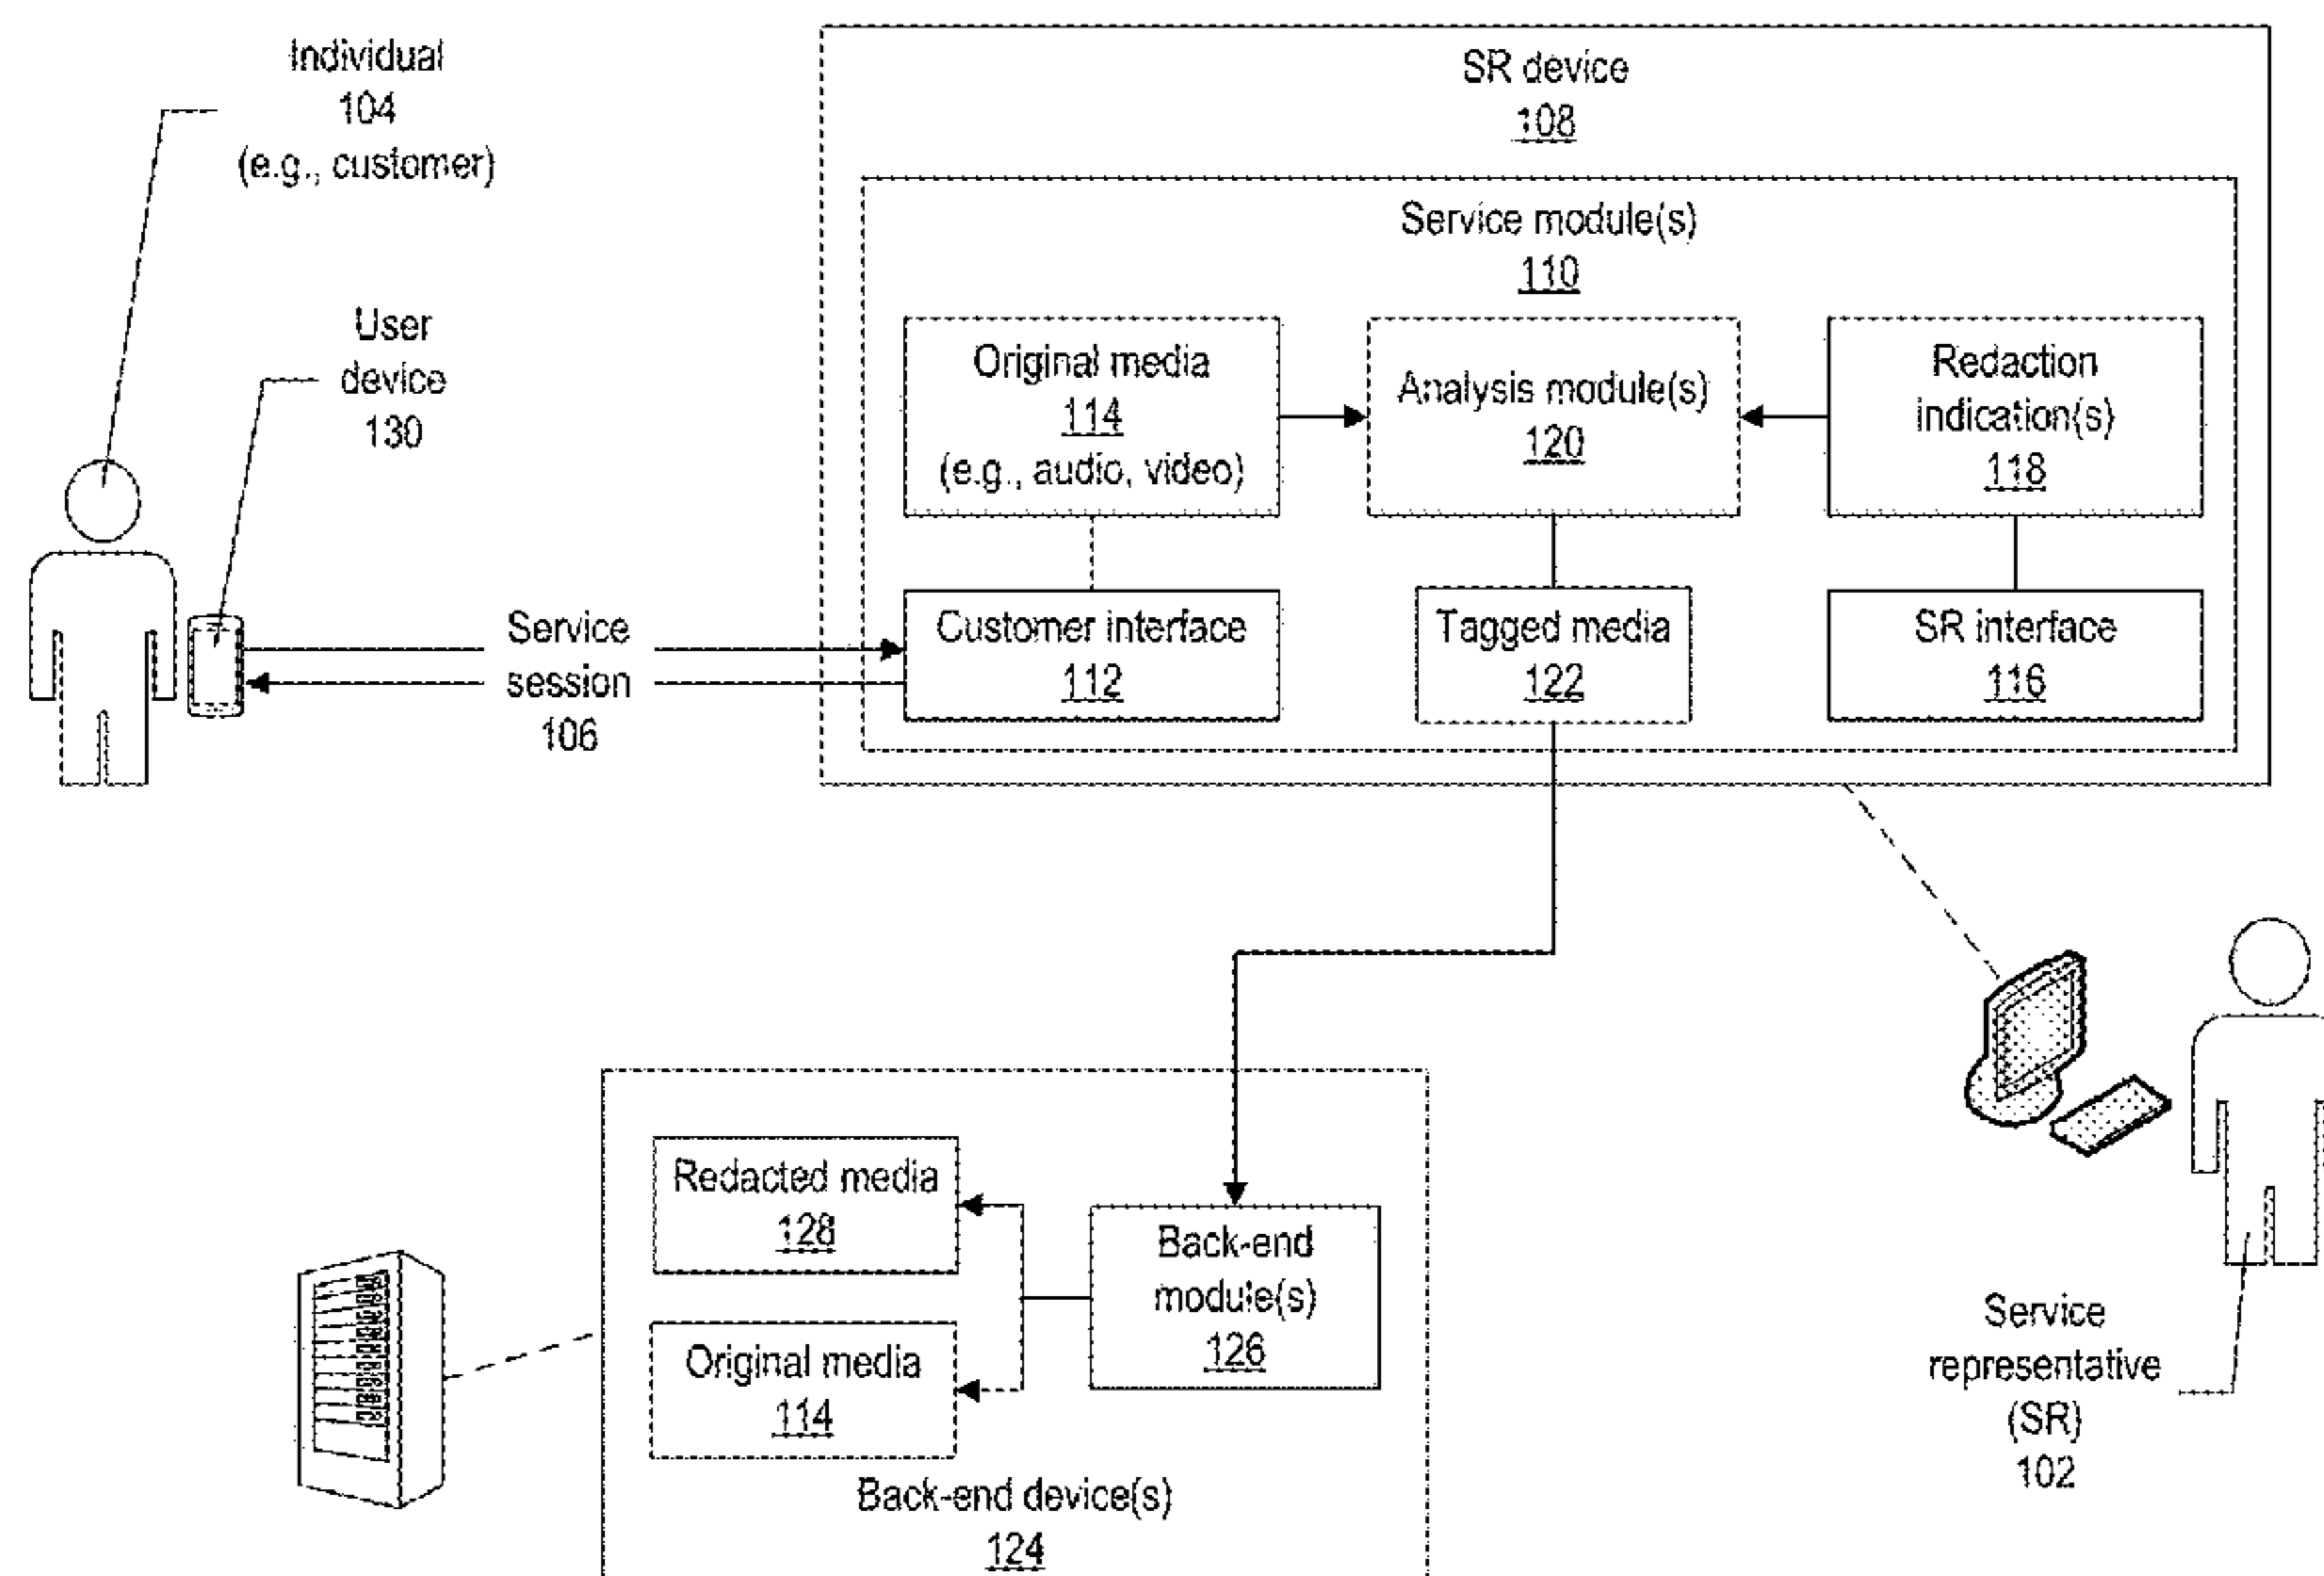 Individual
104
(e.g., customer)
User
device
130
Service
session
106
SR device
108
Service module(s)
110
Original media
114
(e.g., audio, video)
Analysis module(s)
120
Redaction
indication(s)
118
Customer interface
112
Tagged media
122
SR interface
116
Redacted media
128
Original media
114
Back-end
module(s)
126
Back-end device(s)
124
Service
representative
(SR)
102